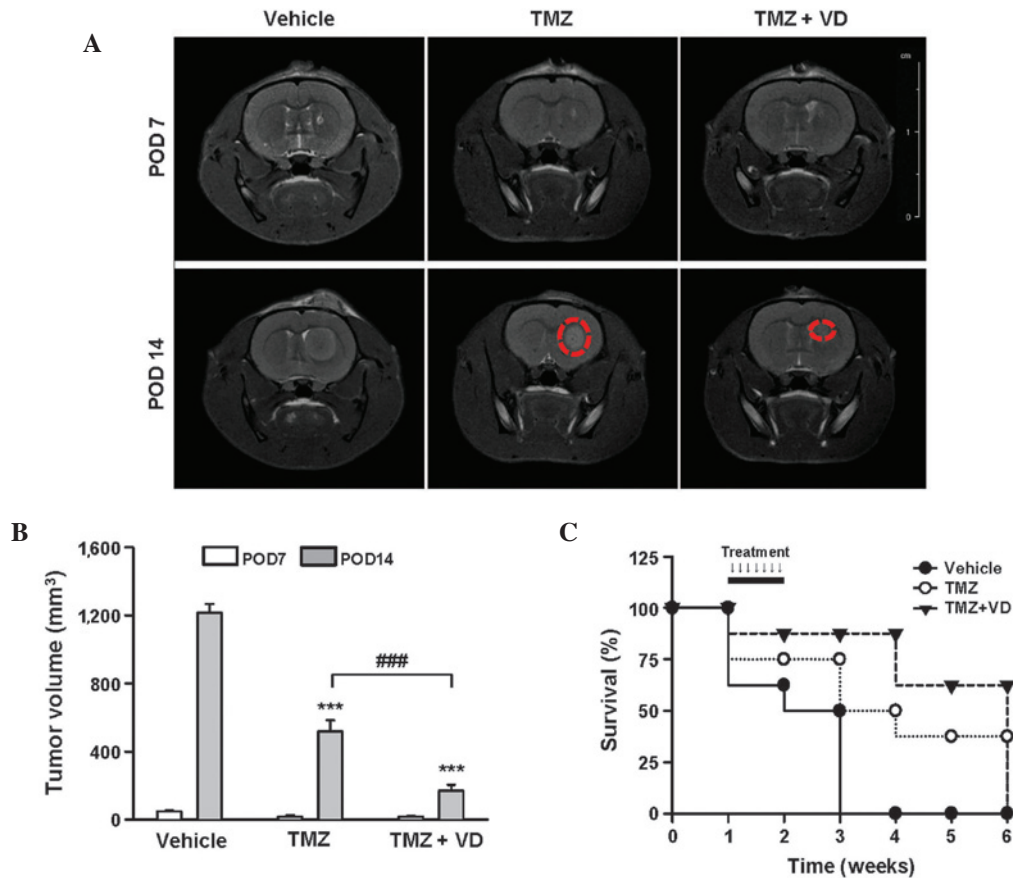 A
Vehicle
TMZ
TMZ + VD
POD 7
cm
1
0
POD 14
B
Tumor volume (mm³)
1,600
1200
800
400
0
POD7
POD14
***
###
***
Vehicle
TMZ
TMZ + VD
C
Survival (%)
125
100
75
50
25
0
Treatment
↓↓↓↓↓↓↓
Vehicle
TMZ
TMZ+VD
0 1 2 3 4 5 6
Time (weeks)